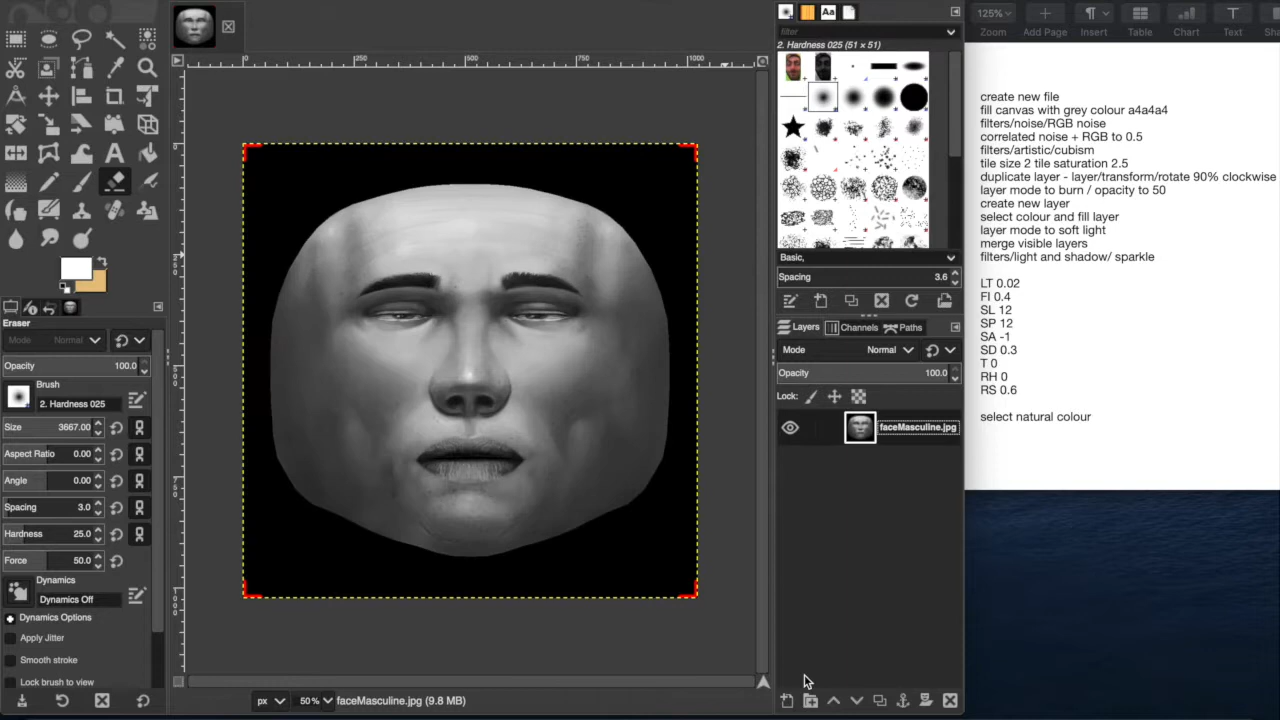 0
250
500
750
1000
Eraser
Mode Normal
Opacity 100.0
Brush
2. Hardness 025
Size 3667.00
Aspect Ratio 0.00
Angle 0.00
Spacing 3.0
Hardness 25.0
Force 50.0
Dynamics
Dynamics Off
Dynamics Options
Apply Jitter
Smooth stroke
Lock brush to view
px 50% faceMasculine.jpg (9.8 MB)
Aa
filter
2. Hardness 025 (51 × 51)
Basic,
Spacing 3.6
Layers Channels Paths
Mode Normal
Opacity 100.0
Lock:
faceMasculine.jpg
125%
Zoom Add Page Insert Table Chart Text
create new file
fill canvas with grey colour a4a4a4
filters/noise/RGB noise
correlated noise + RGB to 0.5
filters/artistic/cubism
tile size 2 tile saturation 2.5
duplicate layer - layer/transform/rotate 90% clockwise
layer mode to burn / opacity to 50
create new layer
select colour and fill layer
layer mode to soft light
merge visible layers
filters/light and shadow/ sparkle
LT 0.02
FI 0.4
SL 12
SP 12
SA -1
SD 0.3
T 0
RH 0
RS 0.6
select natural colour